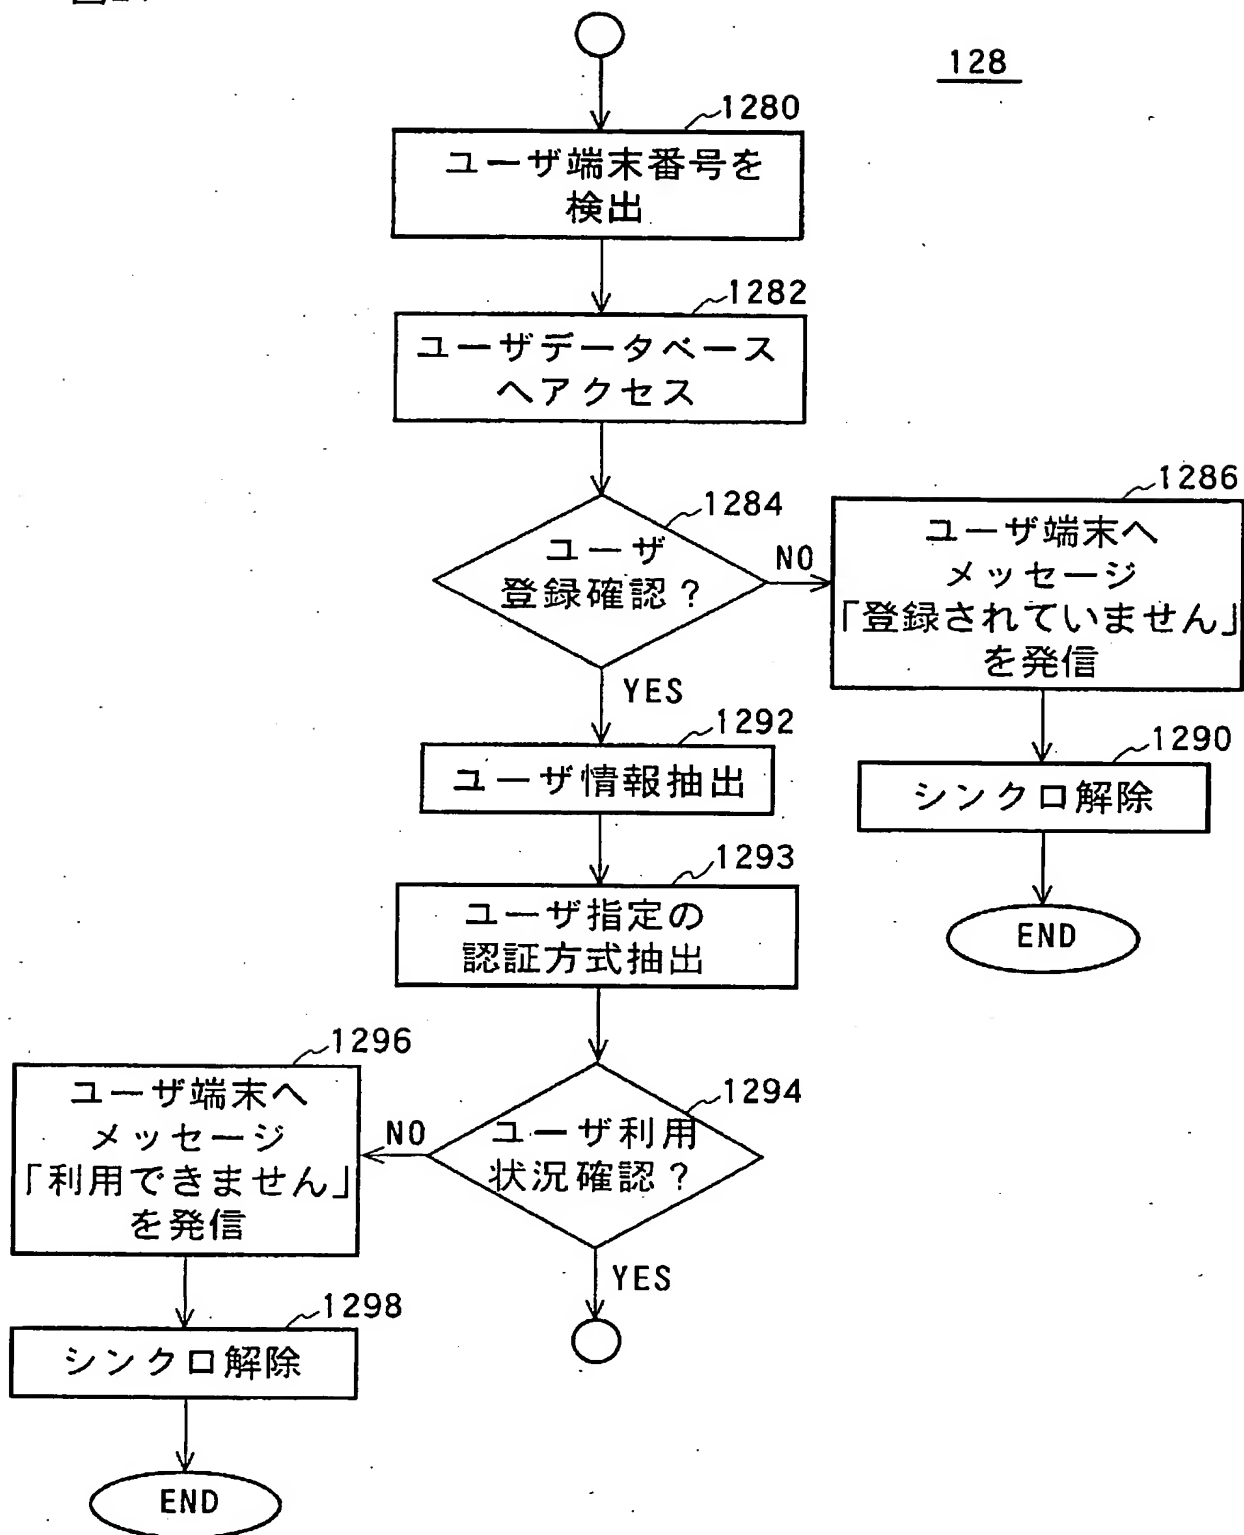 128
1280
ユーザ端末番号を
検出
1282
ユーザデータベース
へアクセス
1284
ユーザ
登録確認?
NO
YES
1286
ユーザ端末へ
メッセージ
「登録されていません」
を発信
1290
シンクロ解除
END
1292
ユーザ情報抽出
1293
ユーザ指定の
認証方式抽出
1294
ユーザ利用
状況確認?
NO
YES
1296
ユーザ端末へ
メッセージ
「利用できません」
を発信
1298
シンクロ解除
END